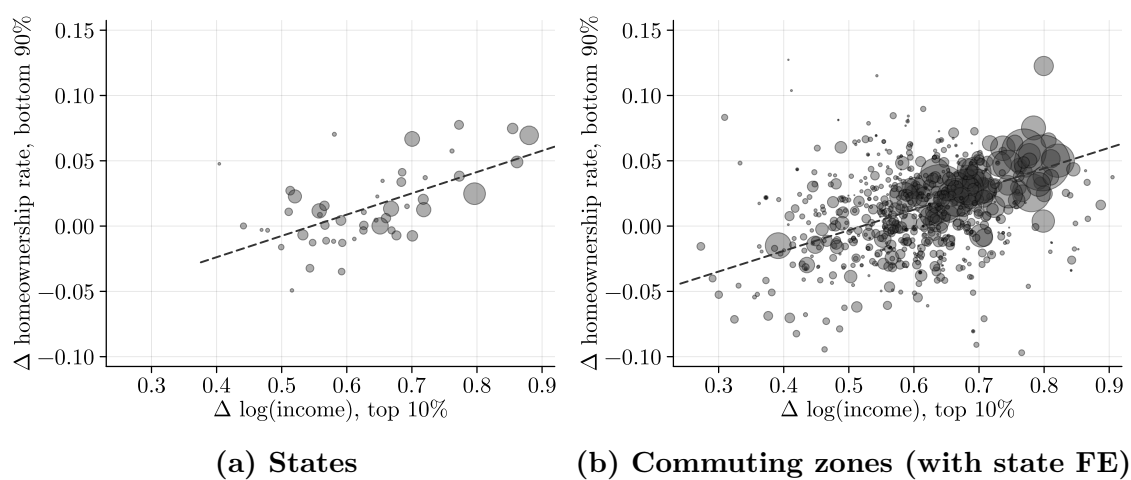 Δ homeownership rate, bottom 90%
0.15
0.10
0.05
0.00
−0.05
−0.10
0.3 0.4 0.5 0.6 0.7 0.8 0.9
Δ log(income), top 10%
(a) States
Δ homeownership rate, bottom 90%
0.15
0.10
0.05
0.00
−0.05
−0.10
0.3 0.4 0.5 0.6 0.7 0.8 0.9
Δ log(income), top 10%
(b) Commuting zones (with state FE)